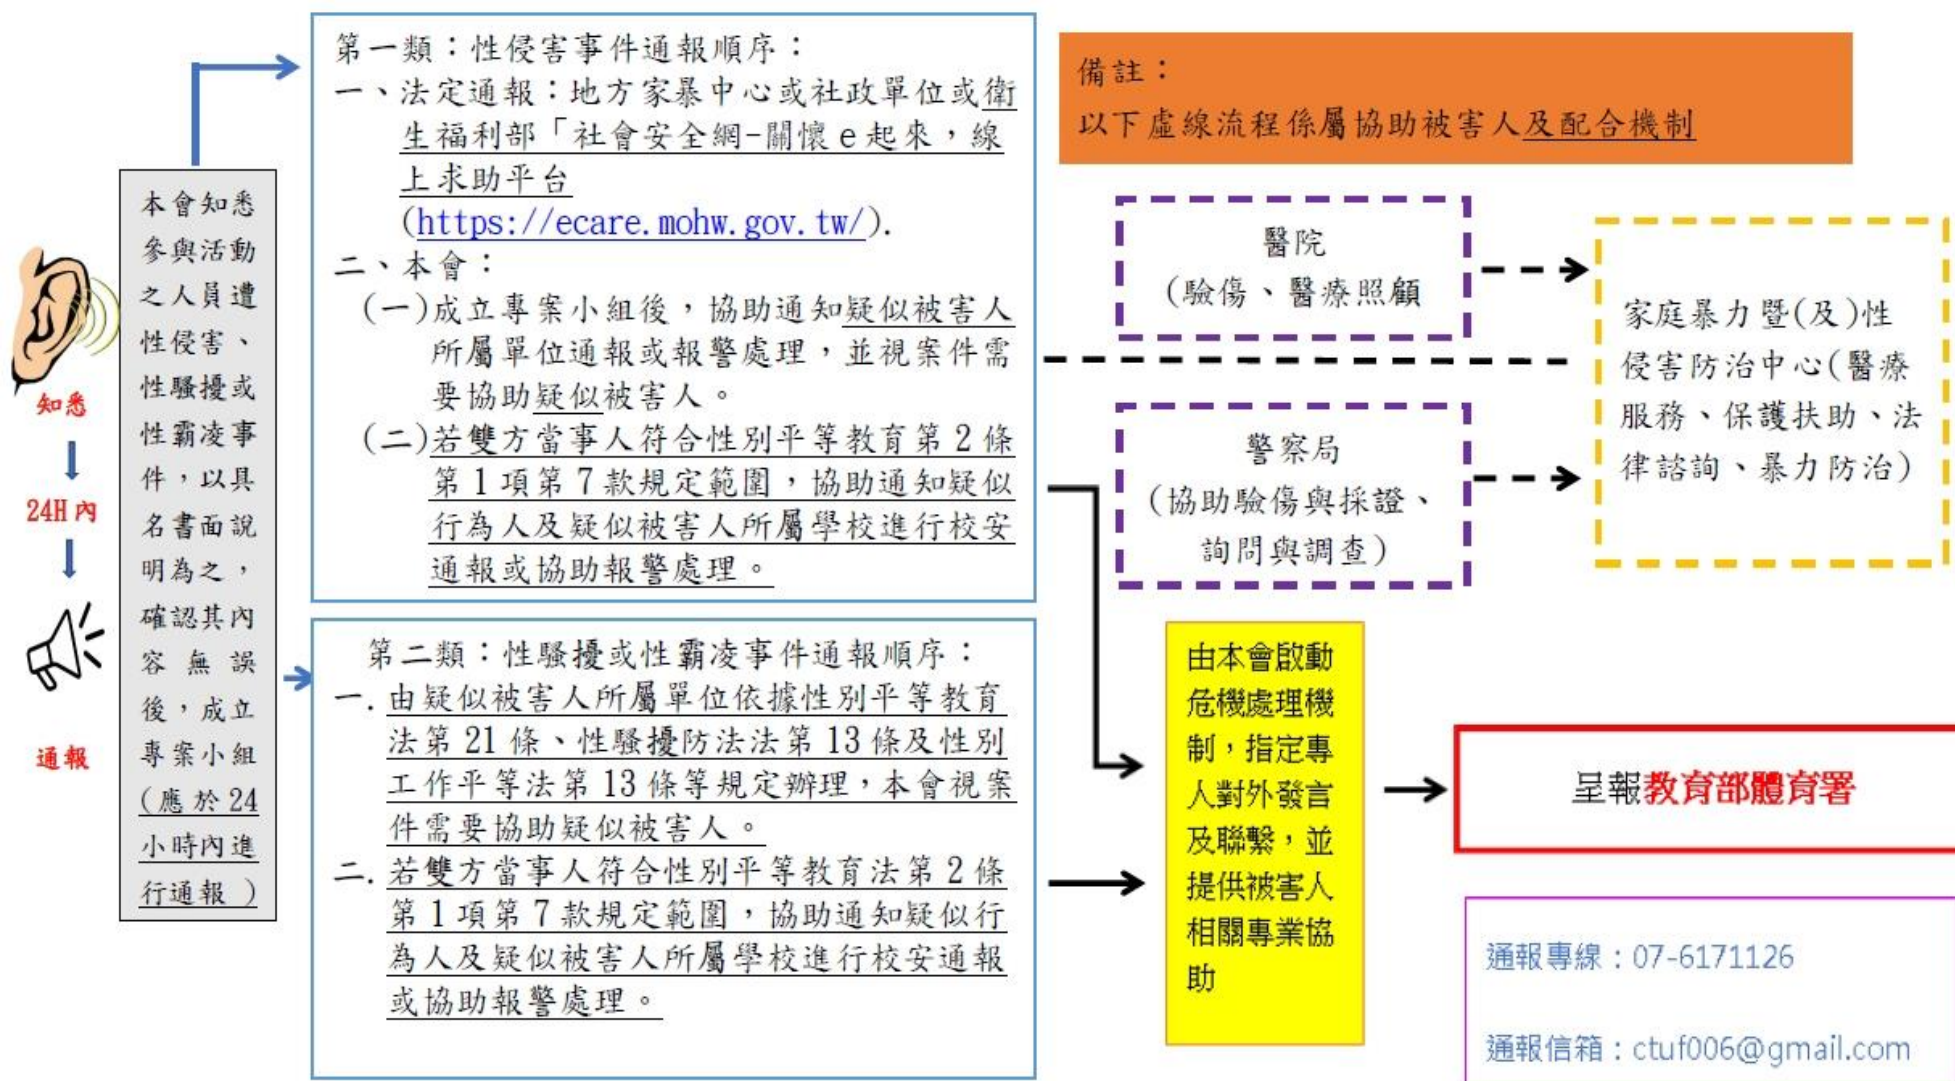 知悉
24H 內
通報
本會知悉
參與活動
之人員遭
性侵害、
性騷擾或
性霸凌事
件，以具
名書面說
明為之，
確認其內
容無誤
後，成立
專案小組
(應於 24
小時內進
行通報 )
第一類：性侵害事件通報順序：
一、法定通報：地方家暴中心或社政單位或衛
生福利部「社會安全網-關懷 e 起來，線
上求助平台
(https://ecare.mohw.gov.tw/).
二、本會：
(一)成立專案小組後，協助通知疑似被害人
所屬單位通報或報警處理，並視案件需
要協助疑似被害人。
(二)若雙方當事人符合性別平等教育第 2 條
第 1 項第 7 款規定範圍，協助通知疑似
行為人及疑似被害人所屬學校進行校安
通報或協助報警處理。
第二類：性騷擾或性霸凌事件通報順序：
一. 由疑似被害人所屬單位依據性別平等教育
法第 21 條、性騷擾防法法第 13 條及性別
工作平等法第 13 條等規定辦理，本會視案
件需要協助疑似被害人。
二. 若雙方當事人符合性別平等教育法第 2 條
第 1 項第 7 款規定範圍，協助通知疑似行
為人及疑似被害人所屬學校進行校安通報
或協助報警處理。
備註：
以下虛線流程係屬協助被害人及配合機制
醫院
(驗傷、醫療照顧
警察局
(協助驗傷與採證、
詢問與調查)
家庭暴力暨(及)性
侵害防治中心(醫療
服務、保護扶助、法
律諮詢、暴力防治)
由本會啟動
危機處理機
制，指定專
人對外發言
及聯繫，並
提供被害人
相關專業協
助
呈報教育部體育署
通報專線：07-6171126
通報信箱：ctuf006@gmail.com